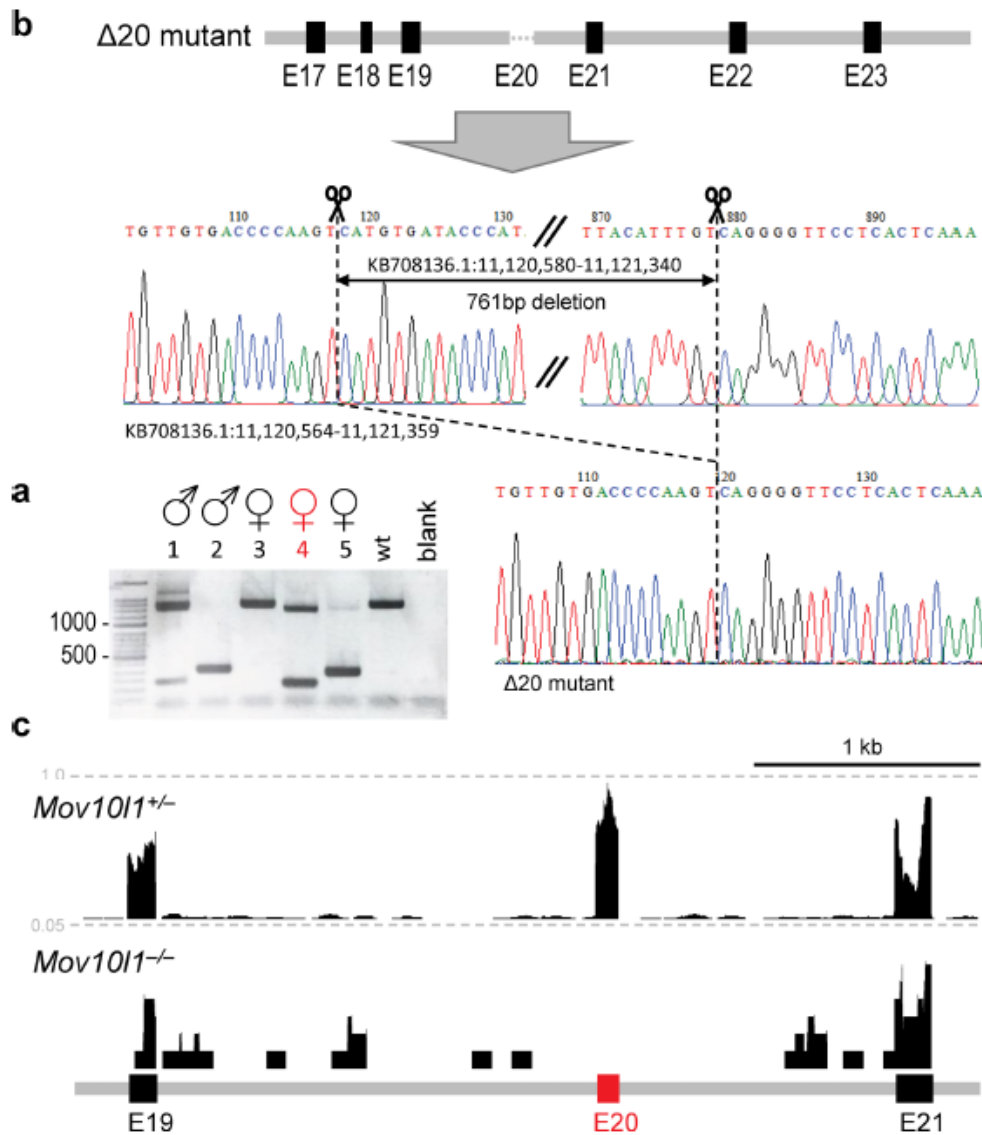 b
Δ20 mutant
E17 E18 E19 E20 E21 E22 E23
110 120 130 870 880 890
TGTTGTGACCCCAAGTCATGTGATACCCAT. // TTACATTTGTCAGGGGTTCCTCACTCAAA
KB708136.1:11,120,580-11,121,340
761bp deletion
//
KB708136.1:11,120,564-11,121,359
110 120 130
TGTTGTGACCCCAAGTCAGGGGTTCCTCACTCAAA
Δ20 mutant
a
♂ ♂ ♀ ♀ ♀
1 2 3 4 5 wt blank
1000 -
500 -
c
1 kb
1.0
Mov10l1+/–
0.05
Mov10l1–/–
E19 E20 E21